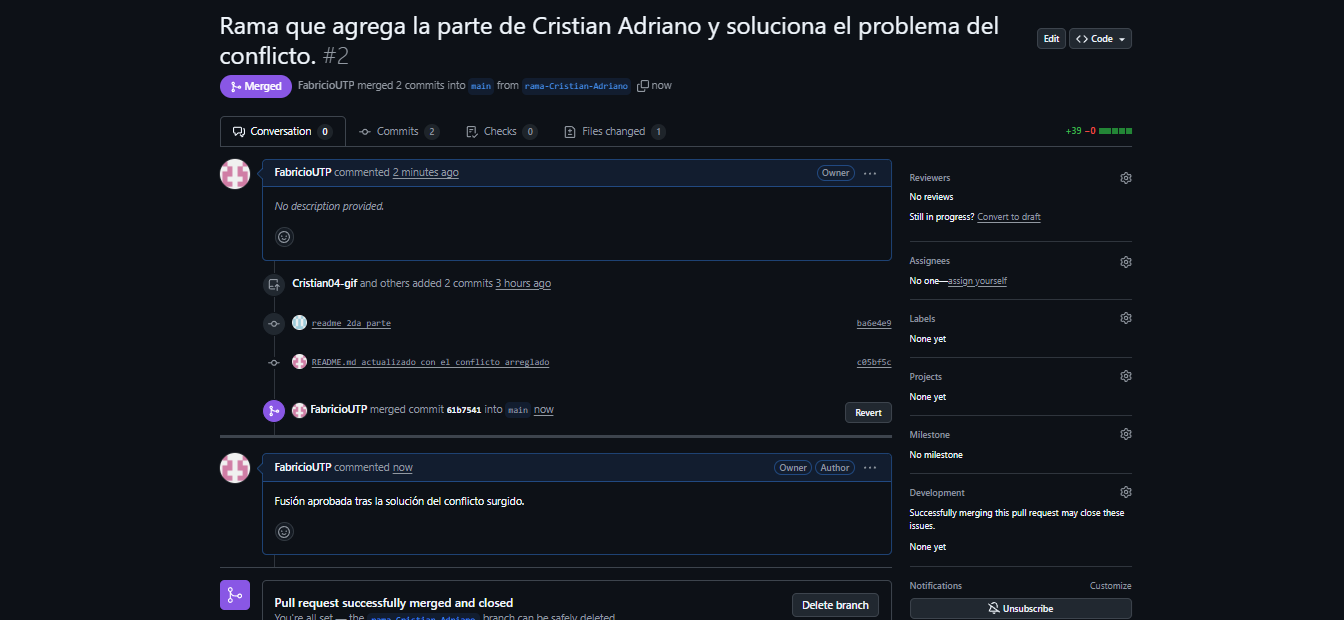 Rama que agrega la parte de Cristian Adriano y soluciona el problema del
conflicto. #2
Edit
Code
Merged
FabricioUTP merged 2 commits into main from rama-Cristian-Adriano now
Conversation 0
Commits 2
Checks 0
Files changed 1
+39 −0
FabricioUTP commented 2 minutes ago
Owner
No description provided.
Cristian04-gif and others added 2 commits 3 hours ago
readme 2da parte
ba6e4e9
README.md actualizado con el conflicto arreglado
c05bf5c
FabricioUTP merged commit 61b7541 into main now
Revert
FabricioUTP commented now
Owner
Author
Fusión aprobada tras la solución del conflicto surgido.
Pull request successfully merged and closed
You're all set — the rama-Cristian-Adriano branch can be safely deleted.
Delete branch
Reviewers
No reviews
Still in progress? Convert to draft
Assignees
No one—assign yourself
Labels
None yet
Projects
None yet
Milestone
No milestone
Development
Successfully merging this pull request may close these
issues.
None yet
Notifications
Customize
Unsubscribe